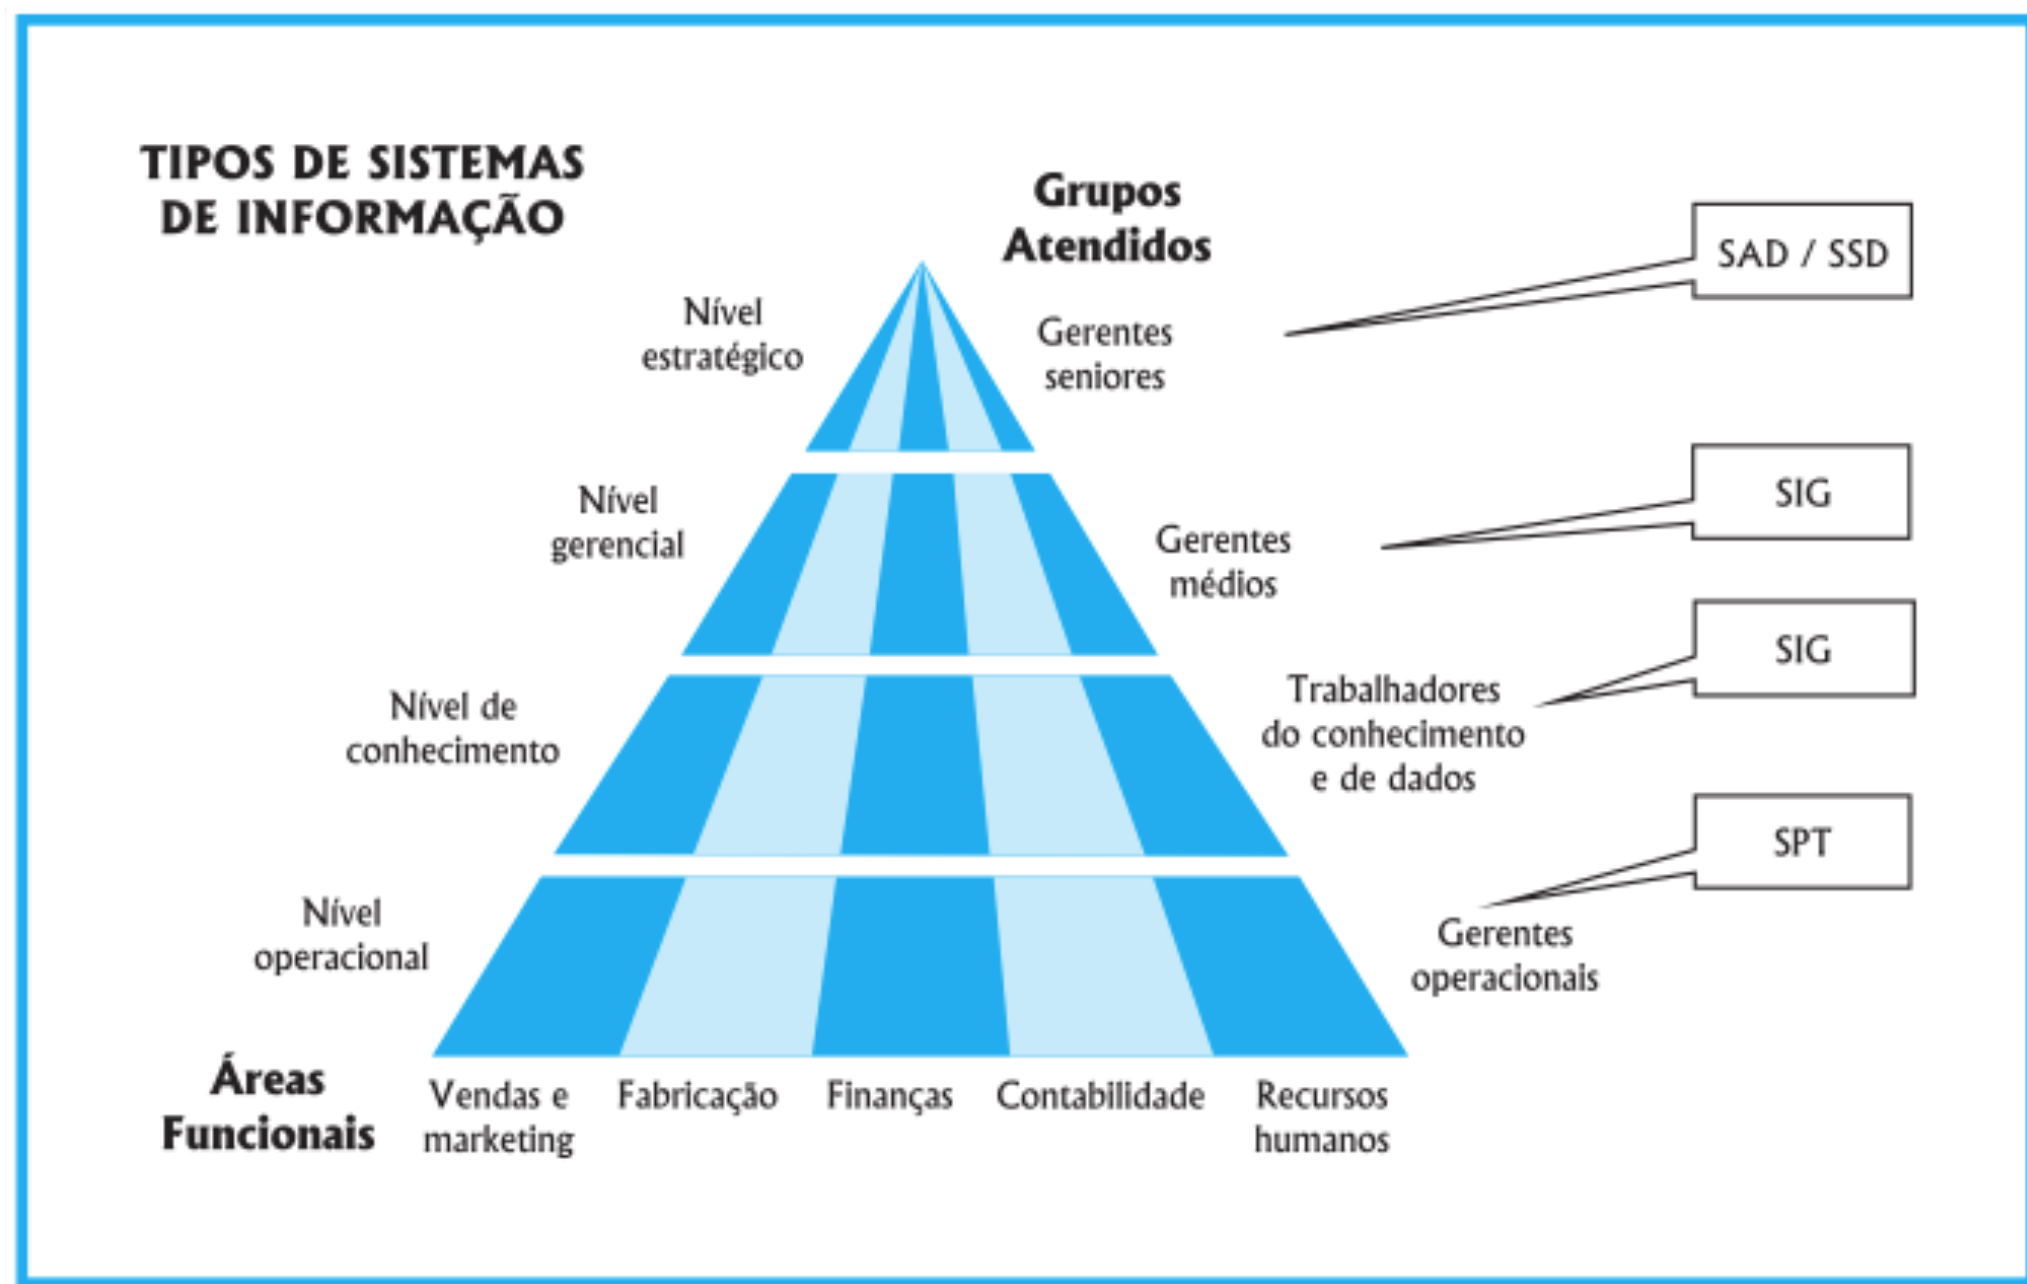 TIPOS DE SISTEMAS
DE INFORMAÇÃO
Grupos
Atendidos
SAD / SSD
Nível
estratégico
Gerentes
seniores
SIG
Nível
gerencial
Gerentes
médios
SIG
Nível de
conhecimento
Trabalhadores
do conhecimento
e de dados
SPT
Nível
operacional
Gerentes
operacionais
Áreas
Funcionais
Vendas e
marketing
Fabricação
Finanças
Contabilidade
Recursos
humanos